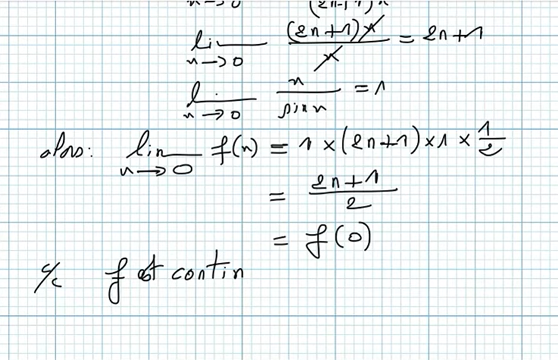 lim x→0 (2n+1)x / x = 2n+1
lim x→0 x / sin x = 1
alors: lim x→0 f(x) = 1 × (2n+1) × 1 × 1/2
= 2n+1 / 2
= f(0)
c/c f est contin